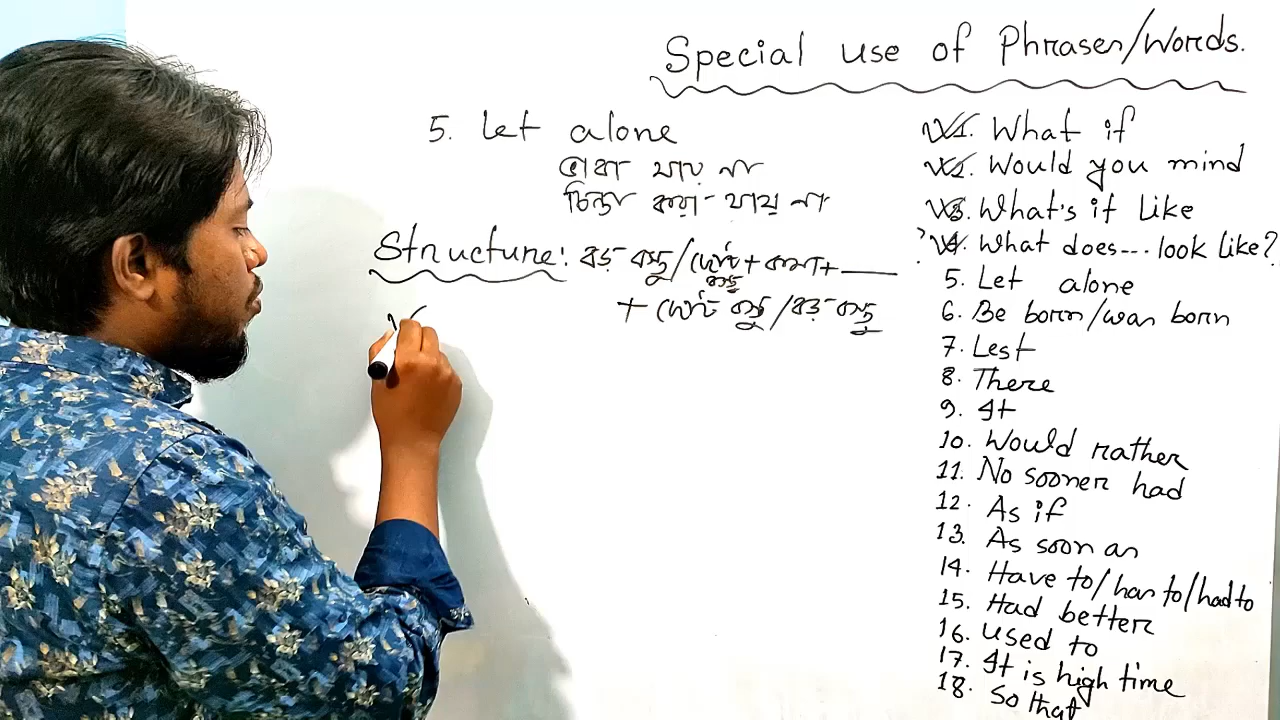 Special use of Phrases/Words.
5. Let alone
দেখা যায় না
চিন্তা করা যায় না
Structure: বড় বস্তু/ছোট বস্তু + কমা +
+ ছোট বস্তু/বড় বস্তু
1. What if
2. Would you mind
3. What's it like
4. What does...look like?
5. Let alone
6. Be born/was born
7. Lest
8. There
9. It
10. Would rather
11. No sooner had
12. As if
13. As soon as
14. Have to/has to/had to
15. Had better
16. used to
17. It is high time
18. So that